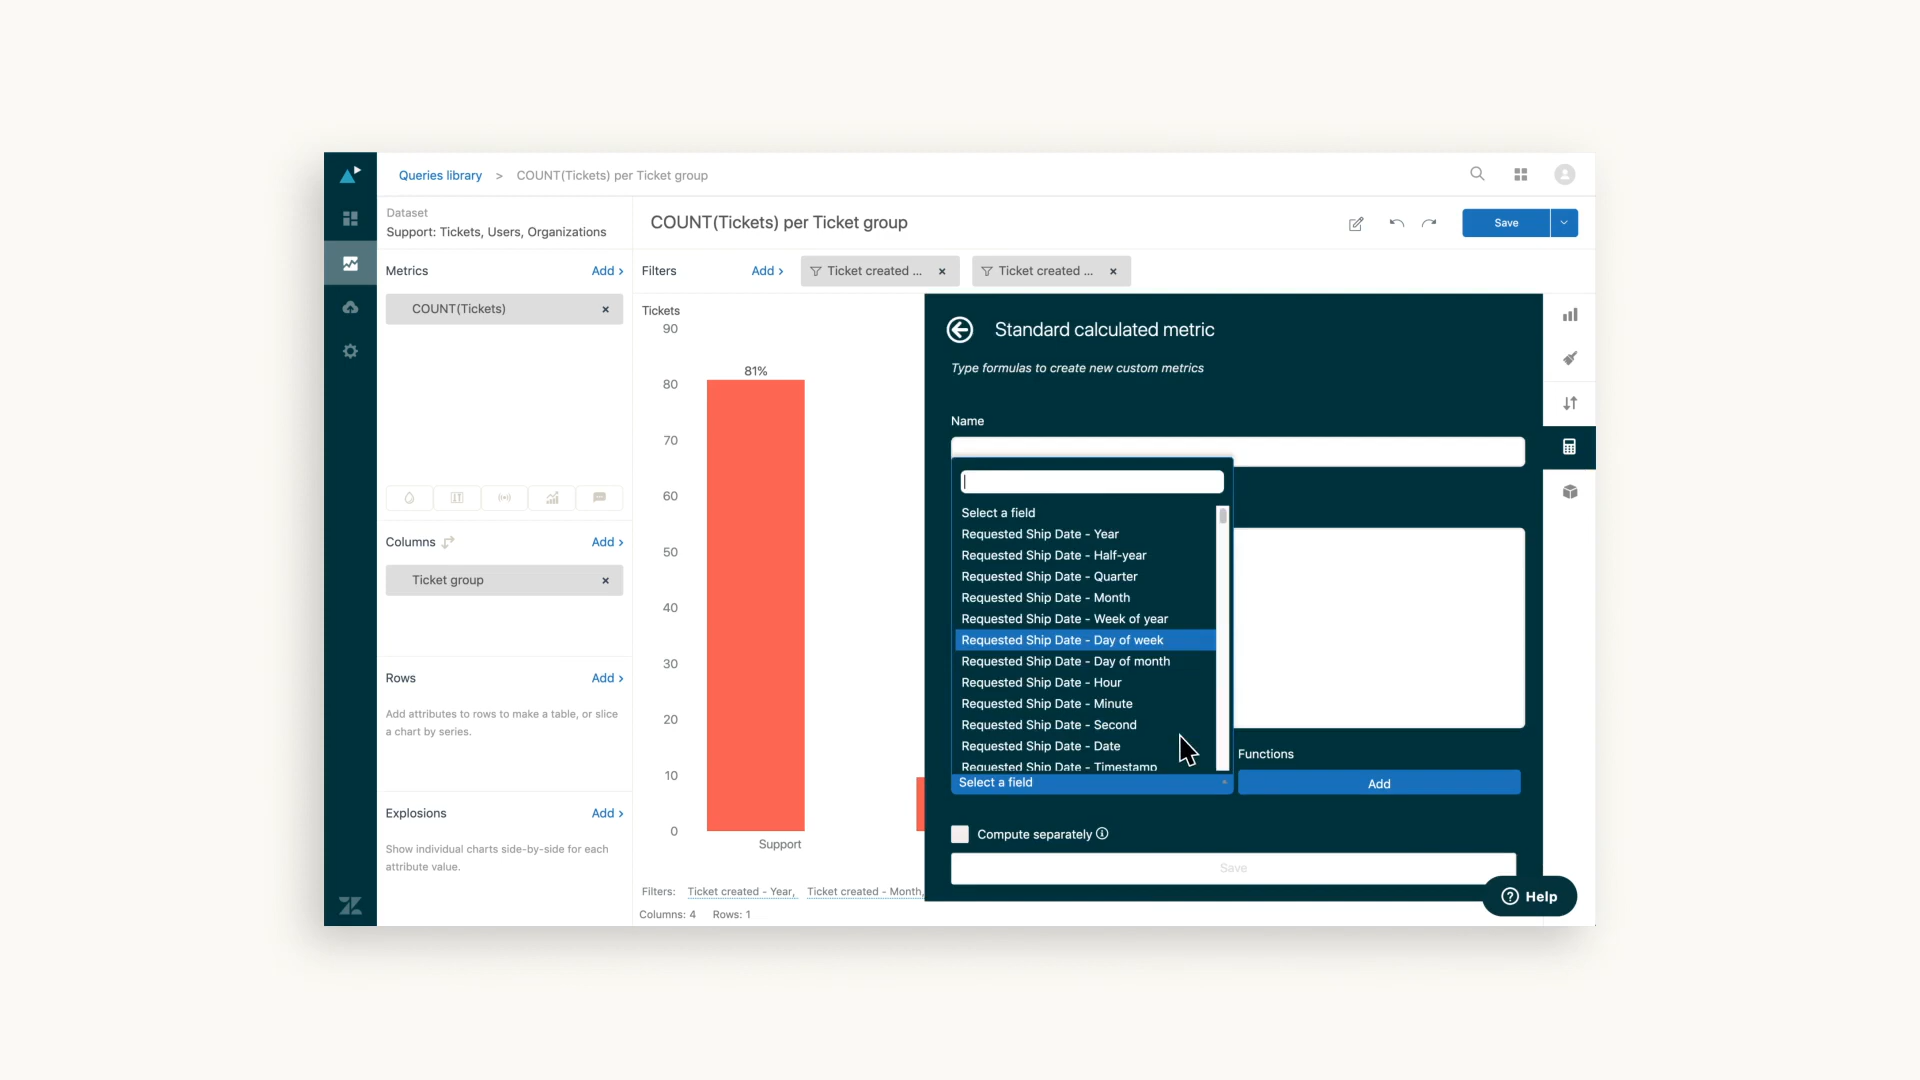 Queries library > COUNT(Tickets) per Ticket group
Dataset
Support: Tickets, Users, Organizations
COUNT(Tickets) per Ticket group
Save
Metrics Add >
Filters Add > Ticket created ... × Ticket created ... ×
COUNT(Tickets) ×
Tickets
90
80
70
60
50
40
30
20
10
0
81%
Support
Columns Add >
Ticket group ×
Rows Add >
Add attributes to rows to make a table, or slice
a chart by series.
Explosions Add >
Show individual charts side-by-side for each
attribute value.
Filters: Ticket created - Year, Ticket created - Month,
Columns: 4 Rows: 1
Standard calculated metric
Type formulas to create new custom metrics
Name
Select a field
Requested Ship Date - Year
Requested Ship Date - Half-year
Requested Ship Date - Quarter
Requested Ship Date - Month
Requested Ship Date - Week of year
Requested Ship Date - Day of week
Requested Ship Date - Day of month
Requested Ship Date - Hour
Requested Ship Date - Minute
Requested Ship Date - Second
Requested Ship Date - Date
Requested Ship Date - Timestamp
Select a field
Functions
Add
Compute separately
Save
Help